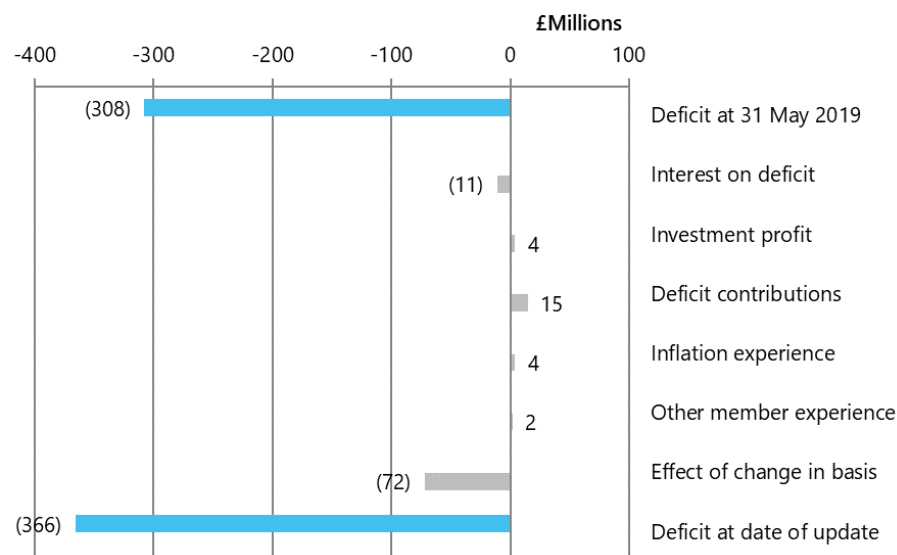 £Millions
-400 -300 -200 -100 0 100
(308) Deficit at 31 May 2019
(11) Interest on deficit
4 Investment profit
15 Deficit contributions
4 Inflation experience
2 Other member experience
(72) Effect of change in basis
(366) Deficit at date of update